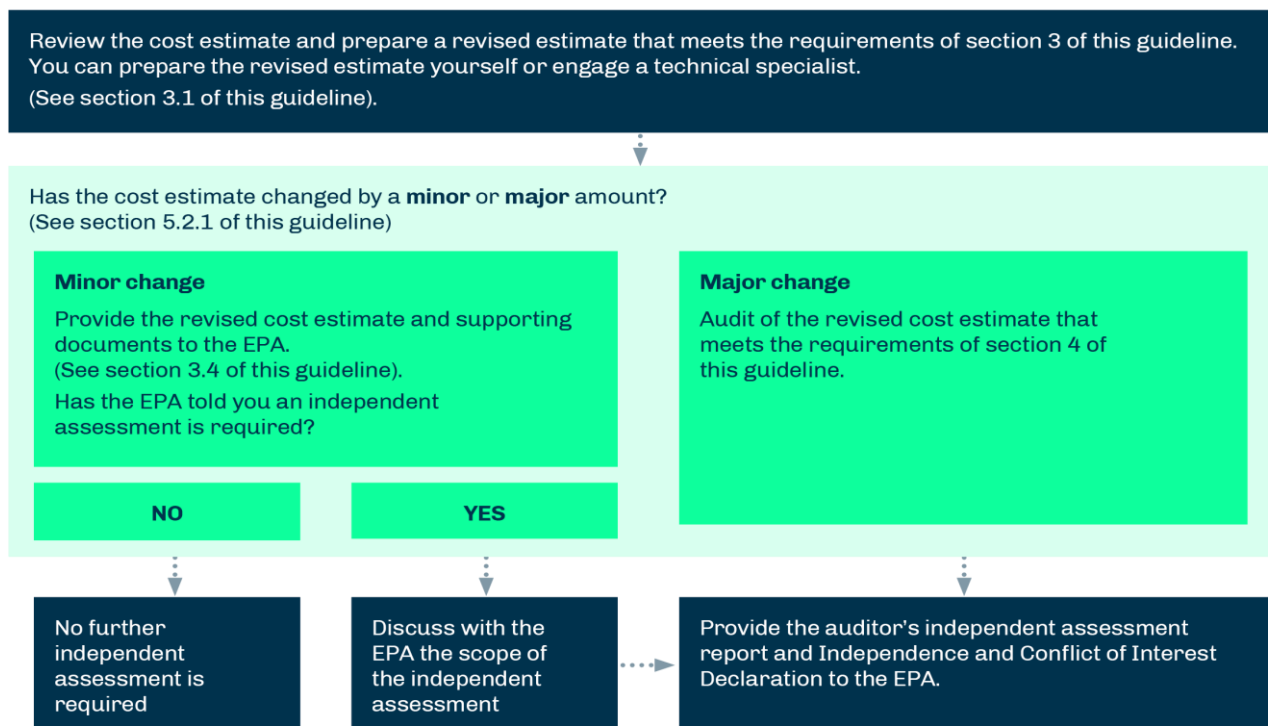 Review the cost estimate and prepare a revised estimate that meets the requirements of section 3 of this guideline.
You can prepare the revised estimate yourself or engage a technical specialist.
(See section 3.1 of this guideline).
Has the cost estimate changed by a minor or major amount?
(See section 5.2.1 of this guideline)
Minor change
Provide the revised cost estimate and supporting
documents to the EPA.
(See section 3.4 of this guideline).
Has the EPA told you an independent
assessment is required?
NO
YES
Major change
Audit of the revised cost estimate that
meets the requirements of section 4 of
this guideline.
No further
independent
assessment is
required
Discuss with the
EPA the scope of
the independent
assessment
Provide the auditor’s independent assessment
report and Independence and Conflict of Interest
Declaration to the EPA.